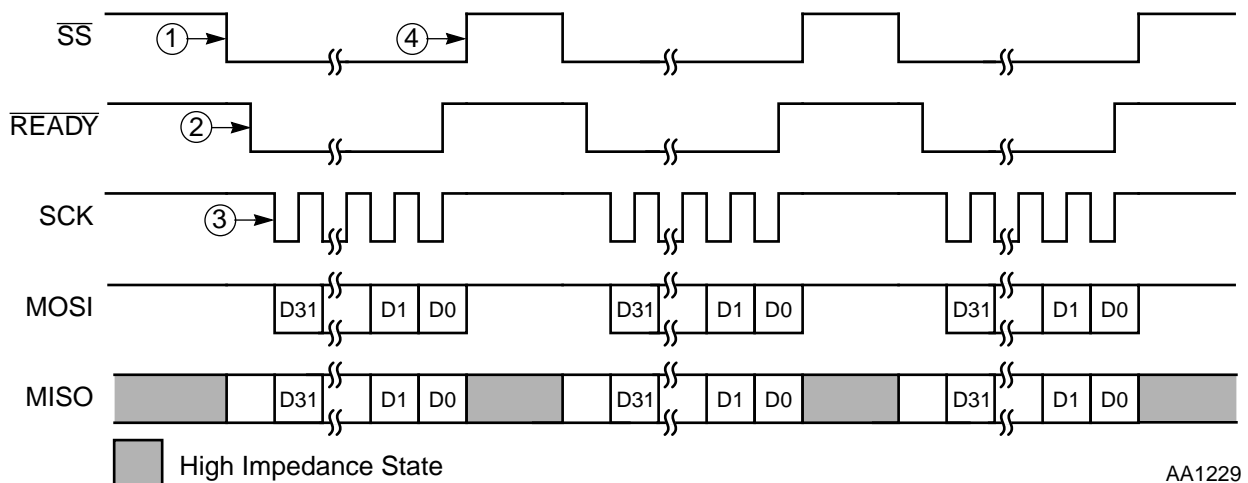 SS 1 4
READY 2
SCK 3
MOSI D31 D1 D0 D31 D1 D0 D31 D1 D0
MISO D31 D1 D0 D31 D1 D0 D31 D1 D0
High Impedance State
AA1229